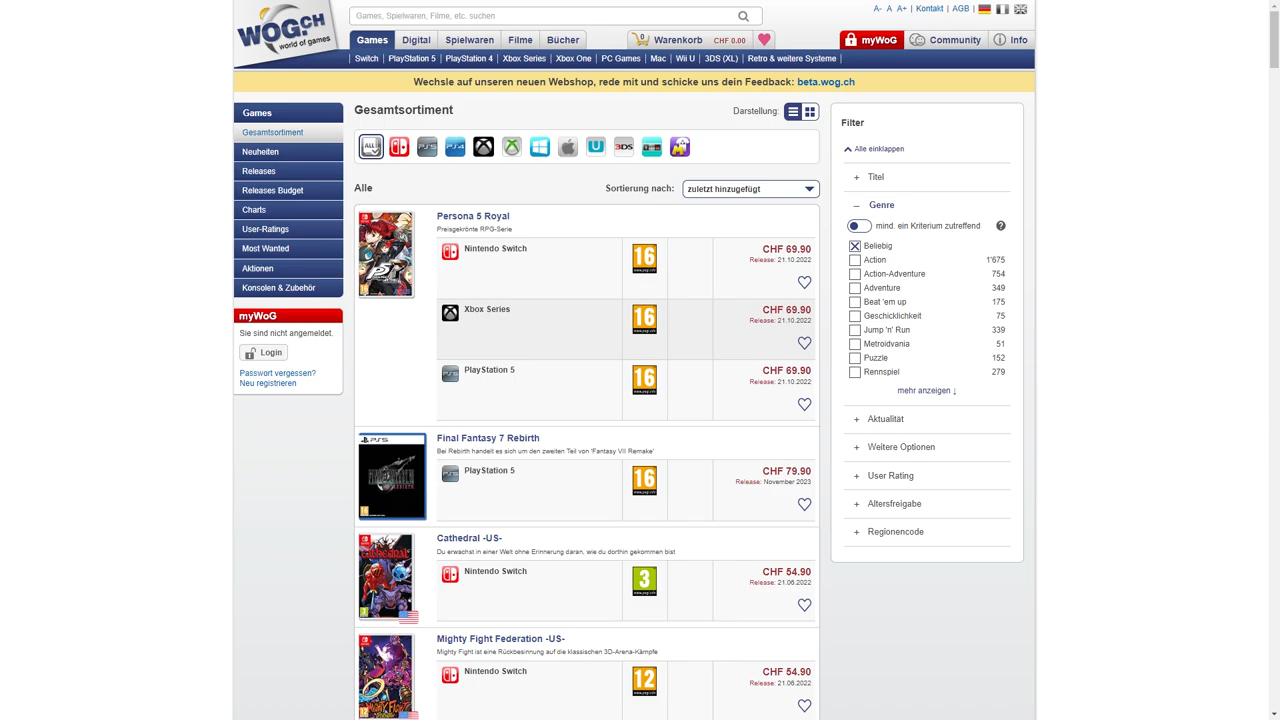 WOG.CH
world of games
Games, Spielwaren, Filme, etc. suchen
A- A A+ | Kontakt | AGB |
Games Digital Spielwaren Filme Bücher
0 Warenkorb CHF 0.00
myWoG Community Info
Switch | PlayStation 5 | PlayStation 4 | Xbox Series | Xbox One | PC Games | Mac | Wii U | 3DS (XL) | Retro & weitere Systeme |
Wechsle auf unseren neuen Webshop, rede mit und schicke uns dein Feedback: beta.wog.ch
Games
Gesamtsortiment
Neuheiten
Releases
Releases Budget
Charts
User-Ratings
Most Wanted
Aktionen
Konsolen & Zubehör
myWoG
Sie sind nicht angemeldet.
Login
Passwort vergessen?
Neu registrieren
Gesamtsortiment
Darstellung:
ALL PS5 PS4 U 3DS
Alle
Sortierung nach: zuletzt hinzugefügt
Persona 5 Royal
Preisgekrönte RPG-Serie
Nintendo Switch
16
CHF 69.90
Release: 21.10.2022
Xbox Series
16
CHF 69.90
Release: 21.10.2022
PlayStation 5
16
CHF 69.90
Release: 21.10.2022
PS5
Final Fantasy 7 Rebirth
Bei Rebirth handelt es sich um den zweiten Teil von 'Fantasy VII Remake'
PlayStation 5
16
CHF 79.90
Release: November 2023
CATHEDRAL
Cathedral -US-
Du erwachst in einer Welt ohne Erinnerung daran, wie du dorthin gekommen bist
Nintendo Switch
3
CHF 54.90
Release: 21.06.2022
Mighty Fight Federation -US-
Mighty Fight ist eine Rückbesinnung auf die klassischen 3D-Arena-Kämpfe
Nintendo Switch
12
CHF 54.90
Release: 21.06.2022
Filter
Alle einklappen
+ Titel
– Genre
mind. ein Kriterium zutreffend ?
Beliebig
Action 1'675
Action-Adventure 754
Adventure 349
Beat 'em up 175
Geschicklichkeit 75
Jump 'n' Run 339
Metroidvania 51
Puzzle 152
Rennspiel 279
mehr anzeigen ↓
+ Aktualität
+ Weitere Optionen
+ User Rating
+ Altersfreigabe
+ Regionencode